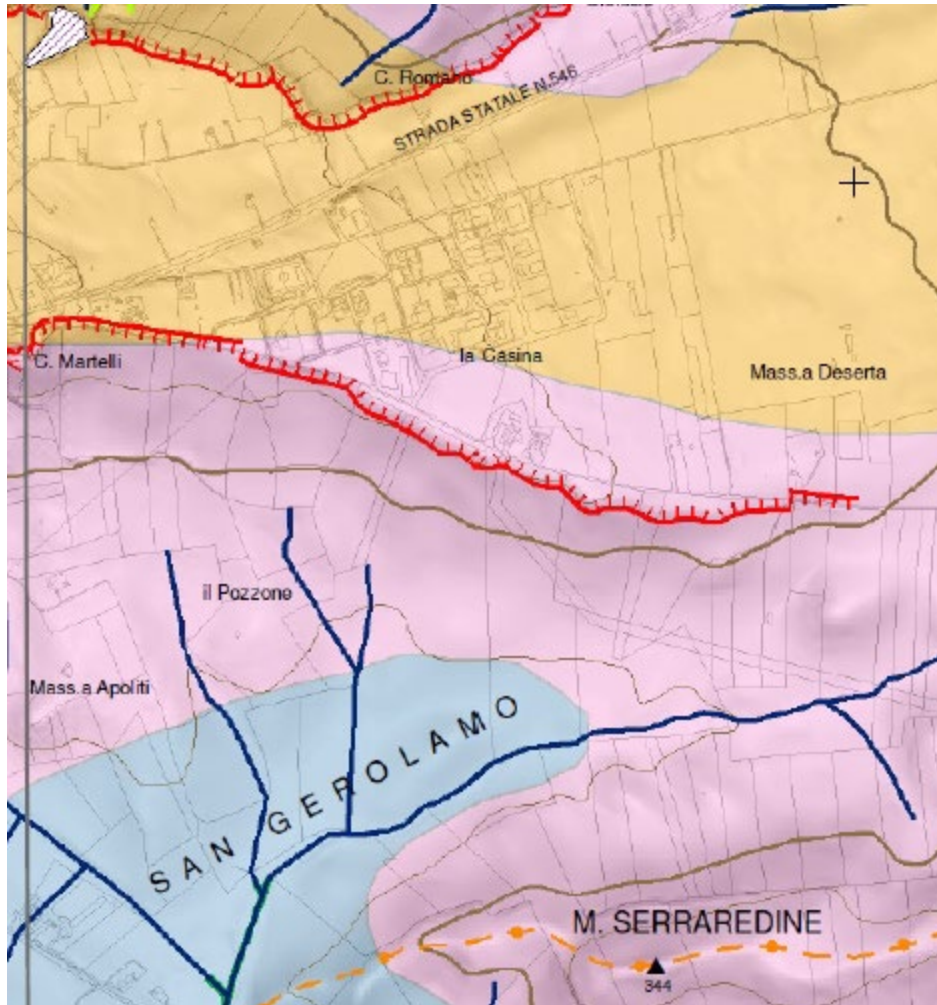 C. Romano
STRADA STATALE N.546
C. Martelli
la Casina
Mass.a Deserta
il Pozzone
Mass.a Apoliti
SAN GEROLAMO
M. SERRAREDINE
344